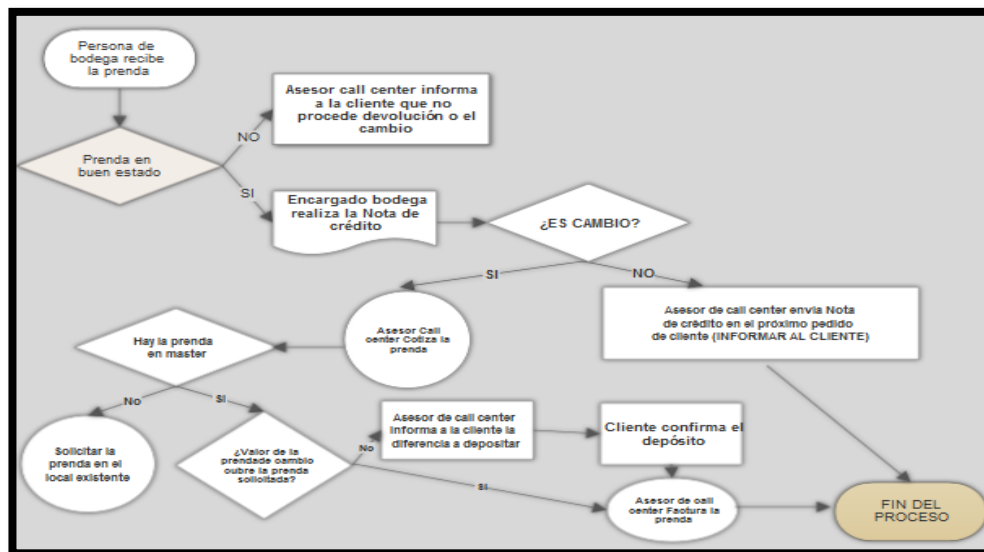 Persona de
bodega recibe
la prenda
Asesor call center informa
a la cliente que no
procede devolución o el
cambio
NO
Prenda en
buen estado
SI
Encargado bodega
realiza la Nota de
crédito
¿ES CAMBIO?
SI
NO
Asesor de call center envia Nota
de crédito en el próximo pedido
de cliente (INFORMAR AL CLIENTE)
Asesor Call
center Cotiza la
prenda
Hay la prenda
en master
No
SI
Solicitar la
prenda en el
local existente
¿Valor de la
prendade cambio
cubre la prenda
solicitada?
No
Asesor de call center
informa a la cliente la
diferencia a depositar
Cliente confirma el
depósito
SI
Asesor de call
center Factura la
prenda
FIN DEL
PROCESO